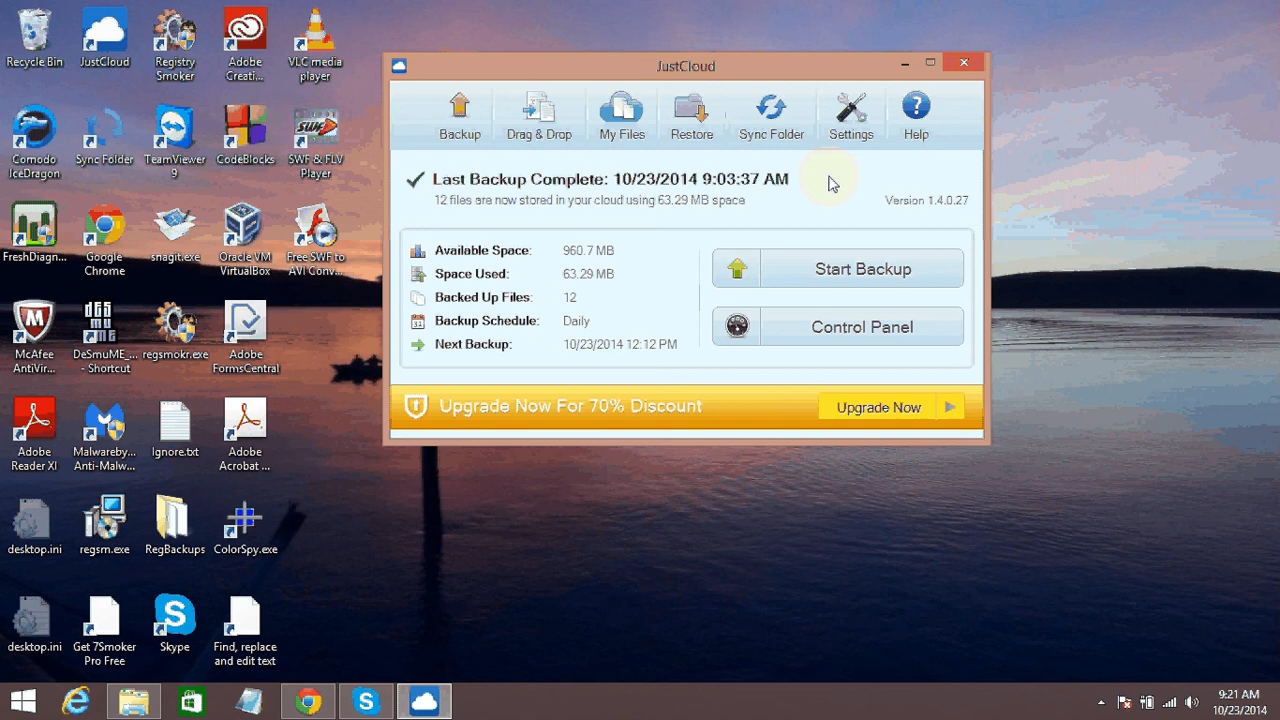 Recycle Bin
JustCloud
Registry
Smoker
Adobe
Creati...
VLC media
player
Comodo
IceDragon
Sync Folder
TeamViewer
9
CodeBlocks
SWF & FLV
Player
FreshDiagn...
Google
Chrome
snagit.exe
Oracle VM
VirtualBox
Free SWF to
AVI Conv...
McAfee
AntiVir...
DeSmuME_...
- Shortcut
regsmokr.exe
Adobe
FormsCentral
Adobe
Reader XI
Malwareby...
Anti-Malw...
Ignore.txt
Adobe
Acrobat ...
desktop.ini
regsm.exe
RegBackups
ColorSpy.exe
desktop.ini
Get 7Smoker
Pro Free
Skype
Find, replace
and edit text
JustCloud
Backup
Drag & Drop
My Files
Restore
Sync Folder
Settings
Help
Last Backup Complete: 10/23/2014 9:03:37 AM
12 files are now stored in your cloud using 63.29 MB space
Version 1.4.0.27
Available Space: 960.7 MB
Space Used: 63.29 MB
Backed Up Files: 12
Backup Schedule: Daily
Next Backup: 10/23/2014 12:12 PM
Start Backup
Control Panel
Upgrade Now For 70% Discount
Upgrade Now
9:21 AM
10/23/2014